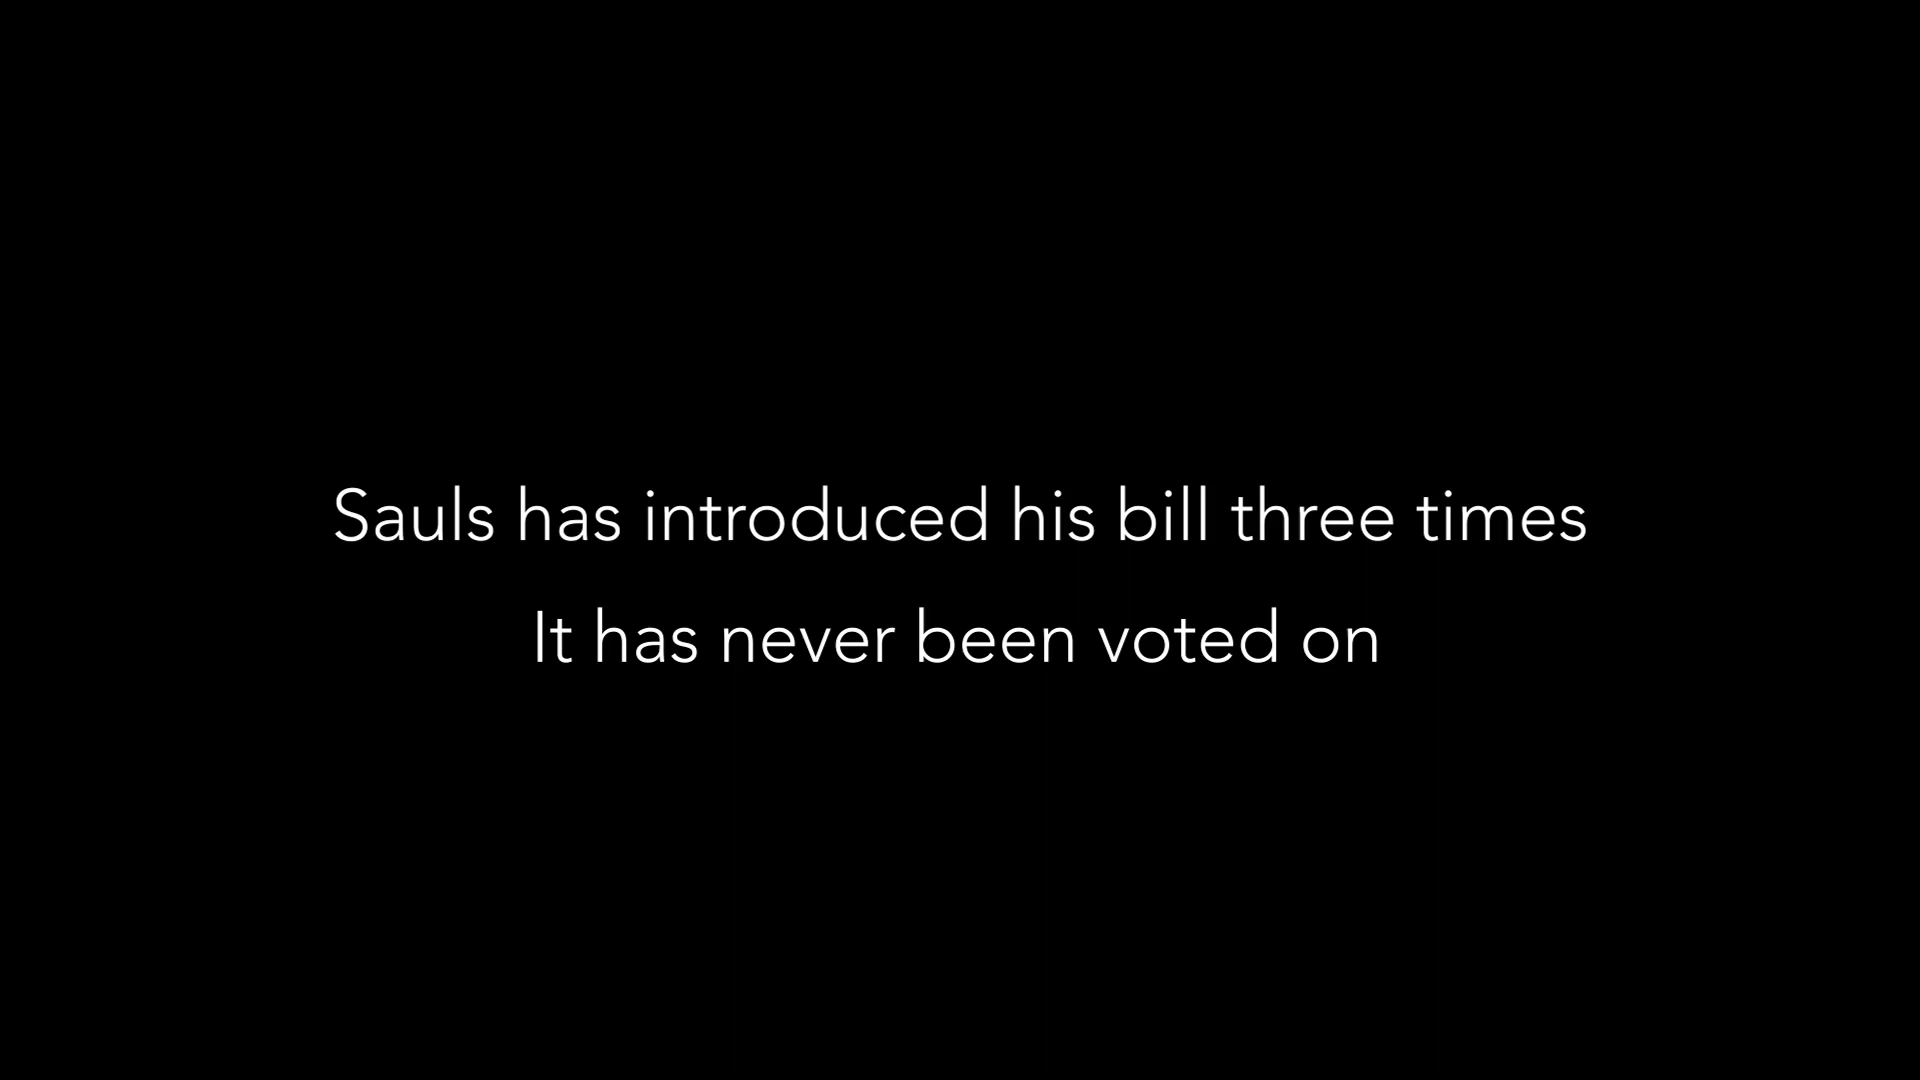 Sauls has introduced his bill three times
It has never been voted on